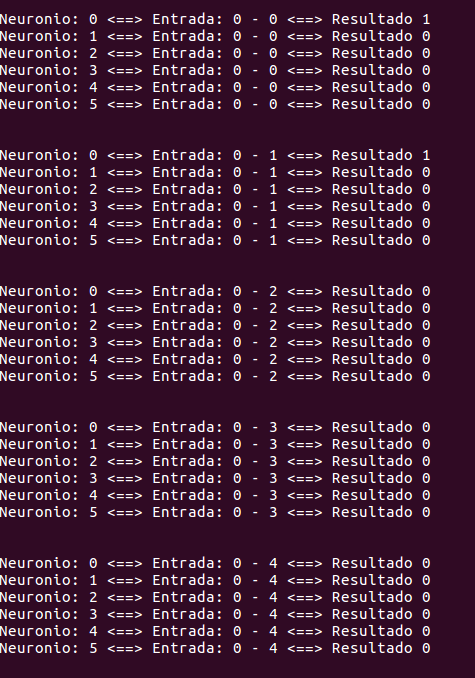 Neuronio: 0 <==> Entrada: 0 - 0 <==> Resultado 1
Neuronio: 1 <==> Entrada: 0 - 0 <==> Resultado 0
Neuronio: 2 <==> Entrada: 0 - 0 <==> Resultado 0
Neuronio: 3 <==> Entrada: 0 - 0 <==> Resultado 0
Neuronio: 4 <==> Entrada: 0 - 0 <==> Resultado 0
Neuronio: 5 <==> Entrada: 0 - 0 <==> Resultado 0
Neuronio: 0 <==> Entrada: 0 - 1 <==> Resultado 1
Neuronio: 1 <==> Entrada: 0 - 1 <==> Resultado 0
Neuronio: 2 <==> Entrada: 0 - 1 <==> Resultado 0
Neuronio: 3 <==> Entrada: 0 - 1 <==> Resultado 0
Neuronio: 4 <==> Entrada: 0 - 1 <==> Resultado 0
Neuronio: 5 <==> Entrada: 0 - 1 <==> Resultado 0
Neuronio: 0 <==> Entrada: 0 - 2 <==> Resultado 0
Neuronio: 1 <==> Entrada: 0 - 2 <==> Resultado 0
Neuronio: 2 <==> Entrada: 0 - 2 <==> Resultado 0
Neuronio: 3 <==> Entrada: 0 - 2 <==> Resultado 0
Neuronio: 4 <==> Entrada: 0 - 2 <==> Resultado 0
Neuronio: 5 <==> Entrada: 0 - 2 <==> Resultado 0
Neuronio: 0 <==> Entrada: 0 - 3 <==> Resultado 0
Neuronio: 1 <==> Entrada: 0 - 3 <==> Resultado 0
Neuronio: 2 <==> Entrada: 0 - 3 <==> Resultado 0
Neuronio: 3 <==> Entrada: 0 - 3 <==> Resultado 0
Neuronio: 4 <==> Entrada: 0 - 3 <==> Resultado 0
Neuronio: 5 <==> Entrada: 0 - 3 <==> Resultado 0
Neuronio: 0 <==> Entrada: 0 - 4 <==> Resultado 0
Neuronio: 1 <==> Entrada: 0 - 4 <==> Resultado 0
Neuronio: 2 <==> Entrada: 0 - 4 <==> Resultado 0
Neuronio: 3 <==> Entrada: 0 - 4 <==> Resultado 0
Neuronio: 4 <==> Entrada: 0 - 4 <==> Resultado 0
Neuronio: 5 <==> Entrada: 0 - 4 <==> Resultado 0